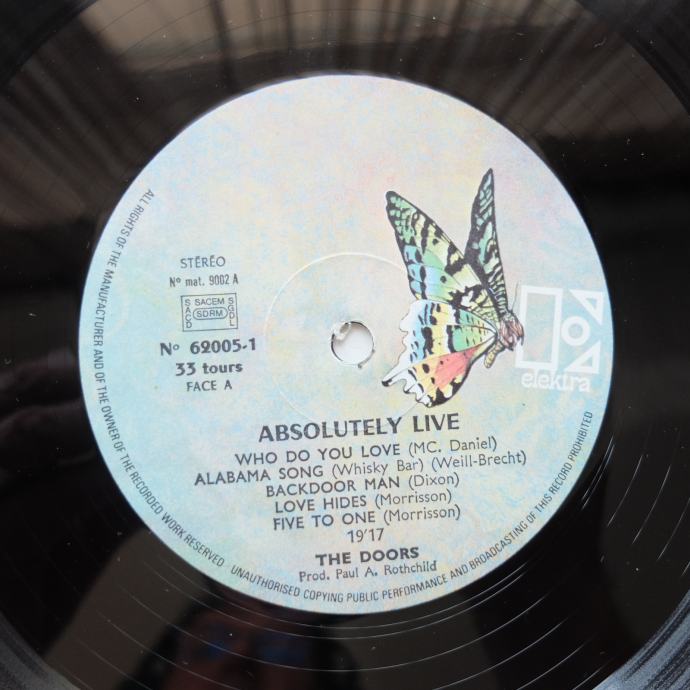 STÉRÉO
Nº mat. 9002 A
SACD SACEM SDRM SGDL
Nº 62005-1
33 tours
FACE A
elektra
ABSOLUTELY LIVE
WHO DO YOU LOVE (MC. Daniel)
ALABAMA SONG (Whisky Bar) (Weill-Brecht)
BACKDOOR MAN (Dixon)
LOVE HIDES (Morrisson)
FIVE TO ONE (Morrisson)
19'17
THE DOORS
Prod. Paul A. Rothchild
ALL RIGHTS OF THE MANUFACTURER AND OF THE OWNER OF THE RECORDED WORK RESERVED UNAUTHORISED COPYING PUBLIC PERFORMANCE AND BROADCASTING OF THIS RECORD PROHIBITED